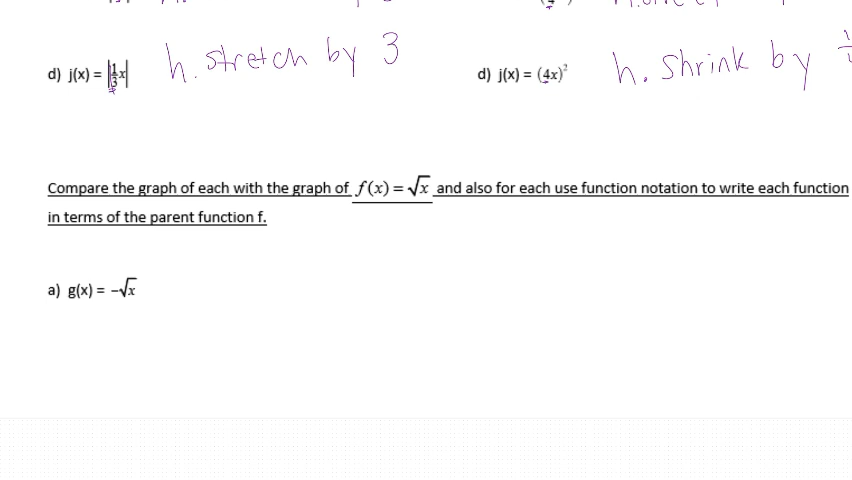 d) j(x) = |1/3 x| h. stretch by 3
d) j(x) = (4x)² h. shrink by
Compare the graph of each with the graph of f(x) = √x and also for each use function notation to write each function
in terms of the parent function f.
a) g(x) = -√x